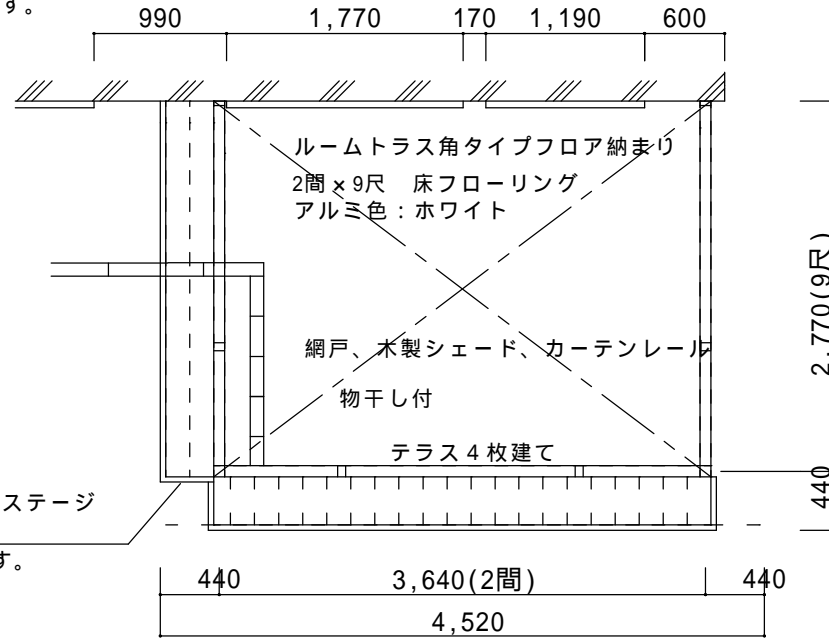 す。
990 1,770 170 1,190 600
ルームトラス角タイプフロア納まり
2間×9尺 床フローリング
アルミ色：ホワイト
2,770(9尺)
網戸、木製シェード、カーテンレール
物干し付
テラス４枚建て
440
ステージ
す。
440 3,640(2間) 440
4,520